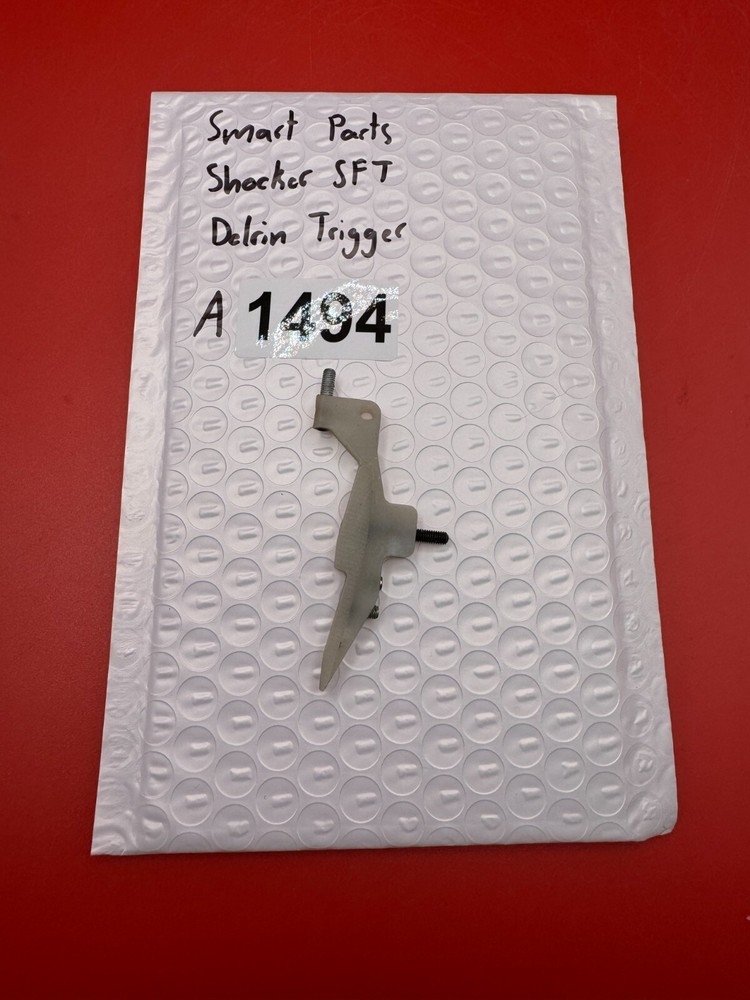 Smart Parts
Shocker SFT
Delrin Trigger
A 1494